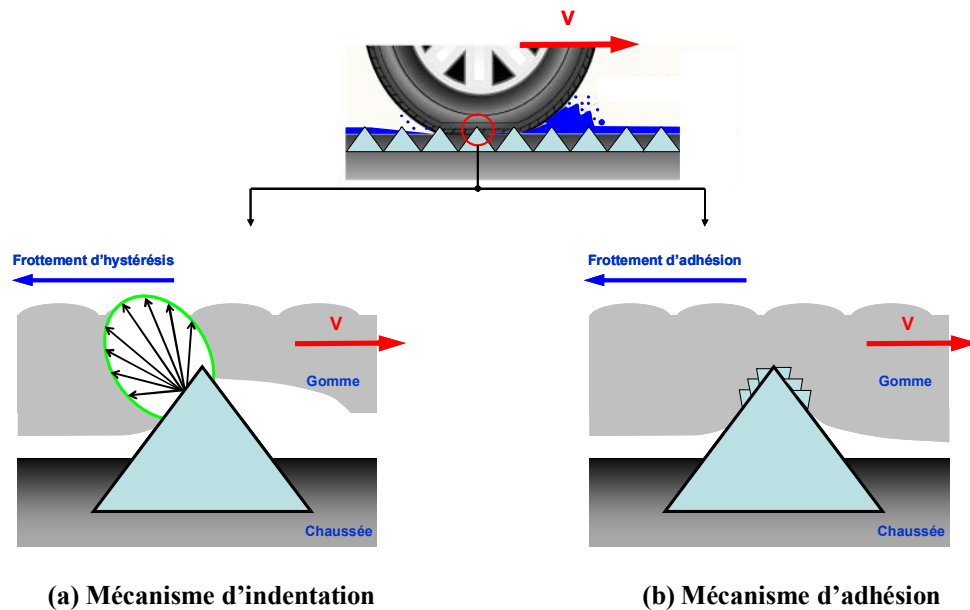 V
Frottement d'hystérésis
V
Gomme
Chaussée
(a) Mécanisme d'indentation
Frottement d'adhésion
V
Gomme
Chaussée
(b) Mécanisme d'adhésion